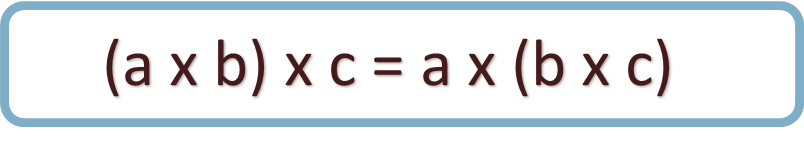 (a x b) x c = a x (b x c)